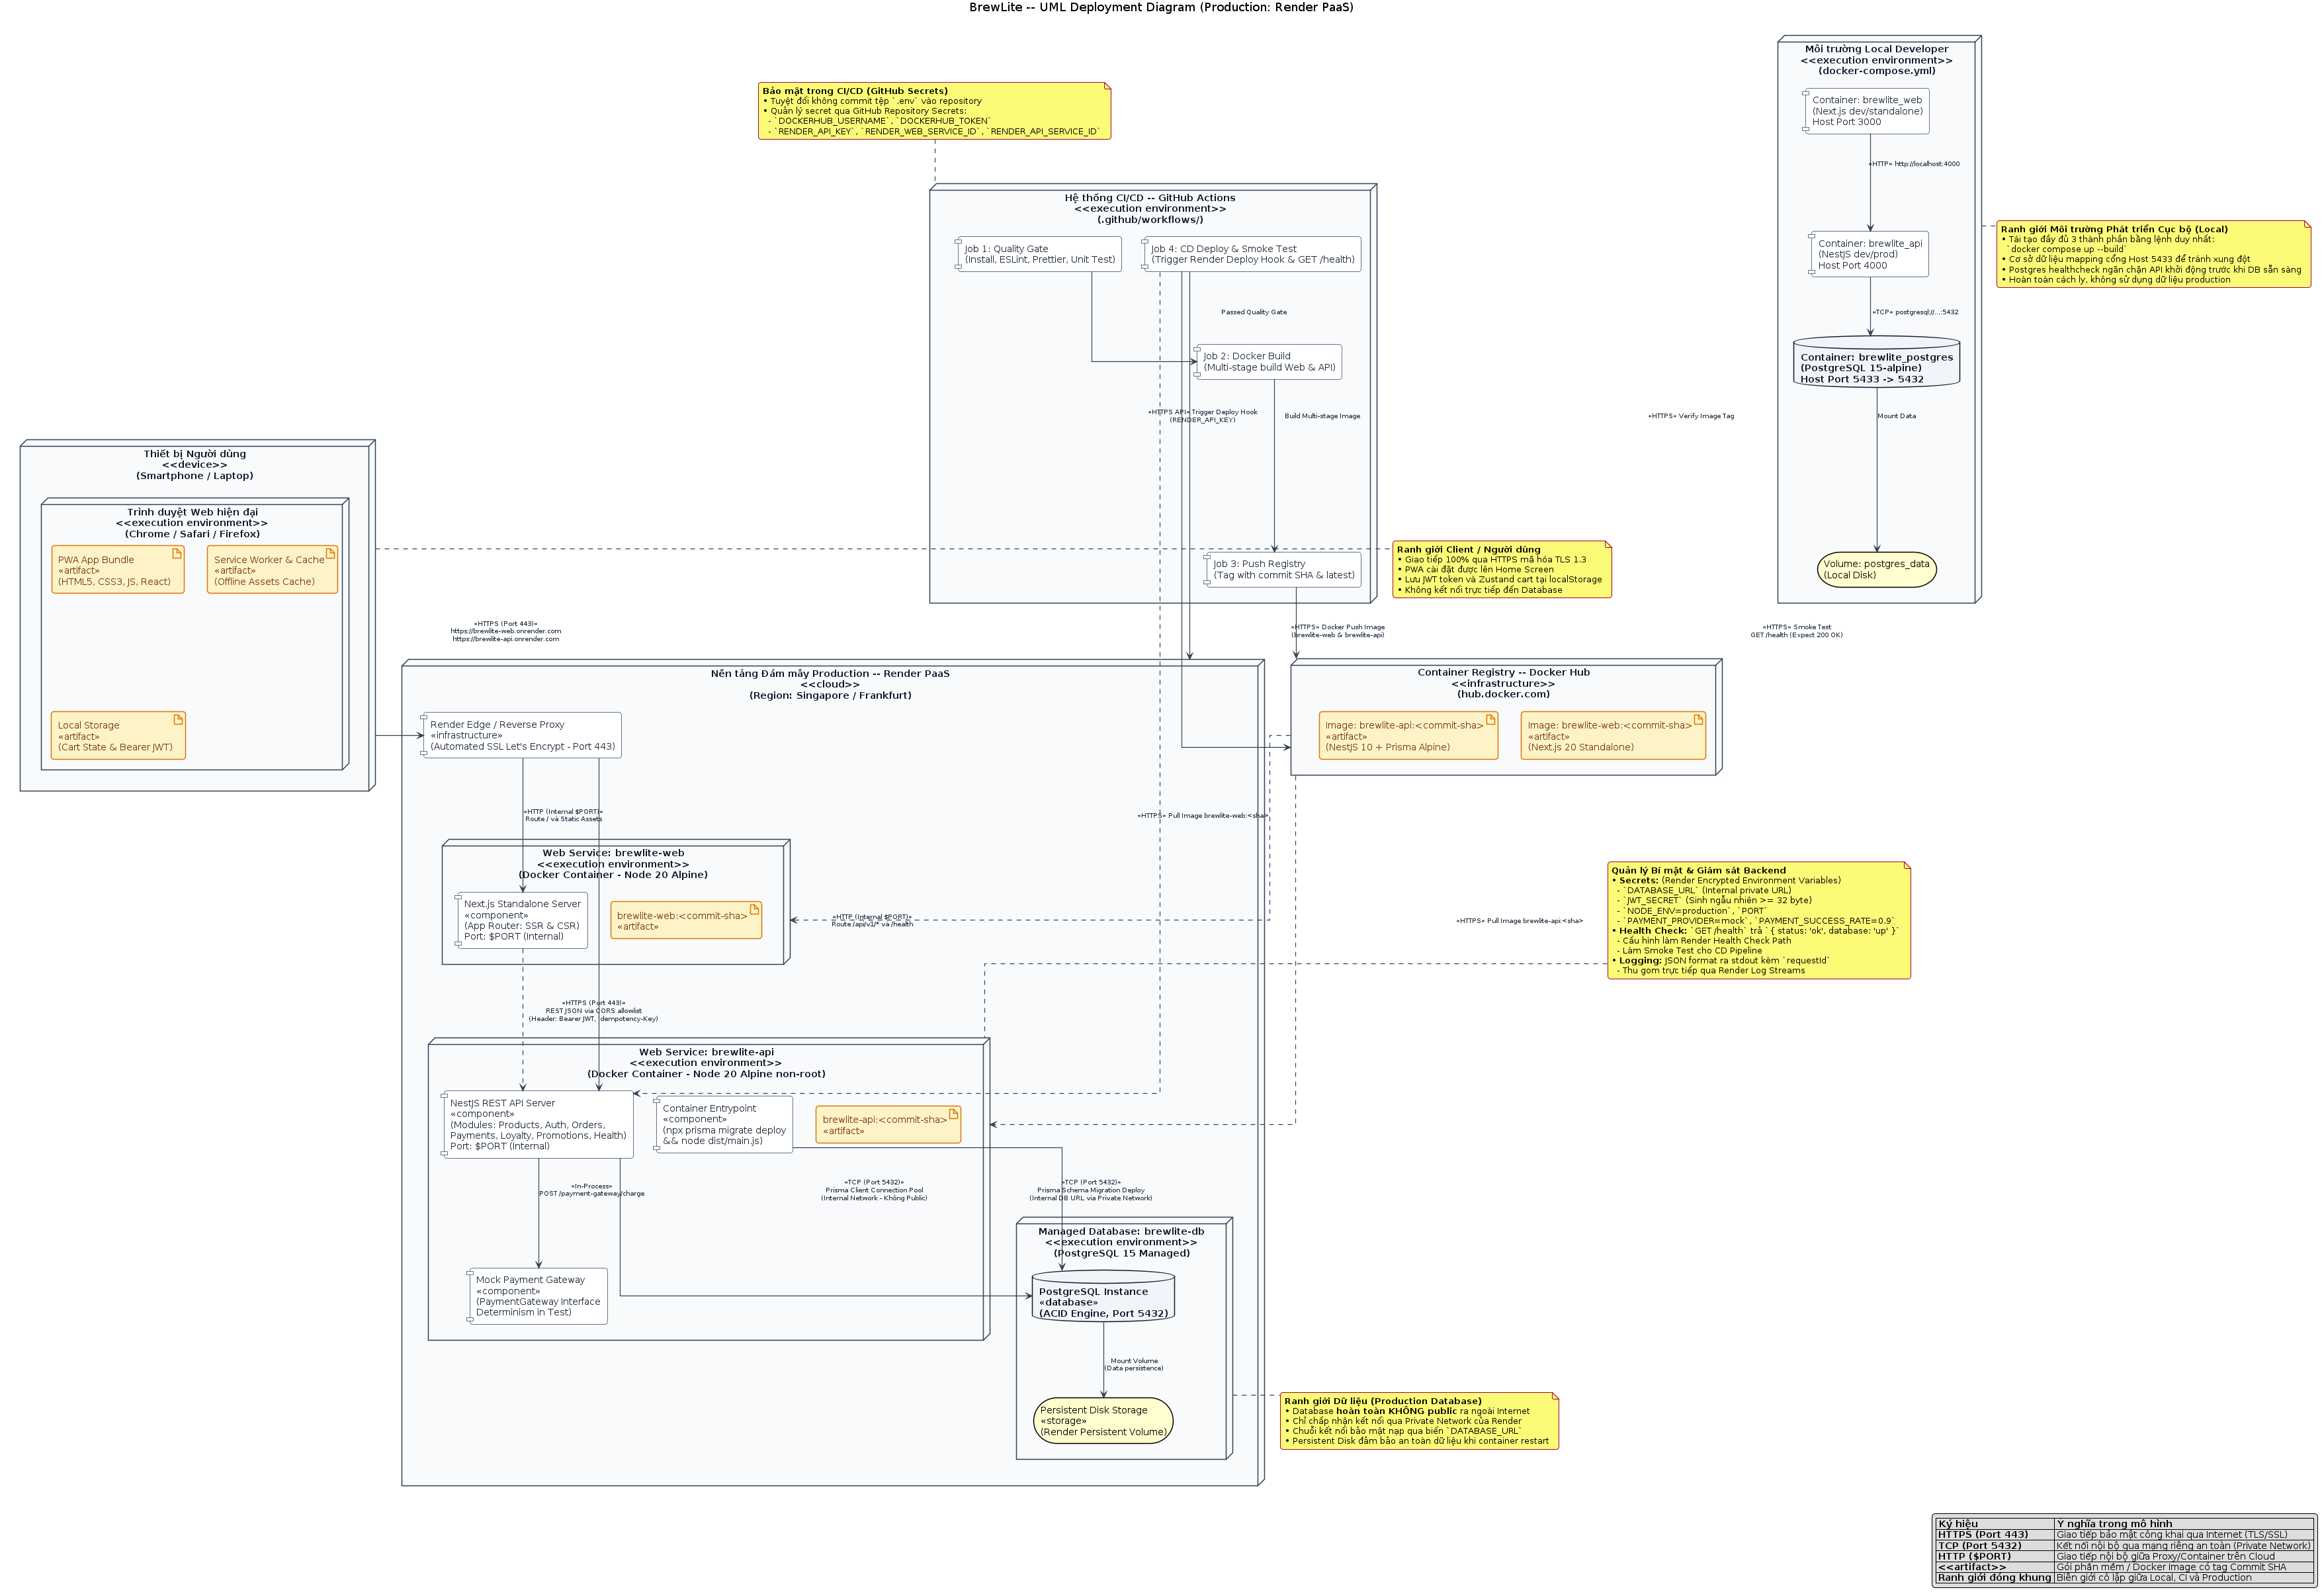 BrewLite -- UML Deployment Diagram (Production: Render PaaS)
Môi trường Local Developer
<<execution environment>>
(docker-compose.yml)
Container: brewlite_web
(Next.js dev/standalone)
Host Port 3000
«HTTP» http://localhost:4000
Container: brewlite_api
(NestJS dev/prod)
Host Port 4000
«TCP» postgresql://...:5432
Container: brewlite_postgres
(PostgreSQL 15-alpine)
Host Port 5433 -> 5432
Mount Data
Volume: postgres_data
(Local Disk)
Ranh giới Môi trường Phát triển Cục bộ (Local)
• Tái tạo đầy đủ 3 thành phần bằng lệnh duy nhất:
`docker compose up --build`
• Cơ sở dữ liệu mapping cổng Host 5433 để tránh xung đột
• Postgres healthcheck ngăn chặn API khởi động trước khi DB sẵn sàng
• Hoàn toàn cách ly, không sử dụng dữ liệu production
Bảo mật trong CI/CD (GitHub Secrets)
• Tuyệt đối không commit tệp `.env` vào repository
• Quản lý secret qua GitHub Repository Secrets:
- `DOCKERHUB_USERNAME`, `DOCKERHUB_TOKEN`
- `RENDER_API_KEY`, `RENDER_WEB_SERVICE_ID`, `RENDER_API_SERVICE_ID`
Hệ thống CI/CD -- GitHub Actions
<<execution environment>>
(.github/workflows/)
Job 1: Quality Gate
(Install, ESLint, Prettier, Unit Test)
Job 4: CD Deploy & Smoke Test
(Trigger Render Deploy Hook & GET /health)
Passed Quality Gate
Job 2: Docker Build
(Multi-stage build Web & API)
«HTTPS API» Trigger Deploy Hook
(RENDER_API_KEY)
Build Multi-stage Image
«HTTPS» Verify Image Tag
Job 3: Push Registry
(Tag with commit SHA & latest)
Thiết bị Người dùng
<<device>>
(Smartphone / Laptop)
Trình duyệt Web hiện đại
<<execution environment>>
(Chrome / Safari / Firefox)
PWA App Bundle
«artifact»
(HTML5, CSS3, JS, React)
Service Worker & Cache
«artifact»
(Offline Assets Cache)
Local Storage
«artifact»
(Cart State & Bearer JWT)
Ranh giới Client / Người dùng
• Giao tiếp 100% qua HTTPS mã hóa TLS 1.3
• PWA cài đặt được lên Home Screen
• Lưu JWT token và Zustand cart tại localStorage
• Không kết nối trực tiếp đến Database
«HTTPS (Port 443)»
https://brewlite-web.onrender.com
https://brewlite-api.onrender.com
«HTTPS» Docker Push Image
(brewlite-web & brewlite-api)
«HTTPS» Smoke Test
GET /health (Expect 200 OK)
Nền tảng Đám mây Production -- Render PaaS
<<cloud>>
(Region: Singapore / Frankfurt)
Render Edge / Reverse Proxy
«infrastructure»
(Automated SSL Let's Encrypt - Port 443)
Container Registry -- Docker Hub
<<infrastructure>>
(hub.docker.com)
Image: brewlite-api:<commit-sha>
«artifact»
(NestJS 10 + Prisma Alpine)
Image: brewlite-web:<commit-sha>
«artifact»
(Next.js 20 Standalone)
«HTTP (Internal $PORT)»
Route / và Static Assets
«HTTPS» Pull Image brewlite-web:<sha>
Web Service: brewlite-web
<<execution environment>>
(Docker Container - Node 20 Alpine)
Next.js Standalone Server
«component»
(App Router: SSR & CSR)
Port: $PORT (Internal)
brewlite-web:<commit-sha>
«artifact»
«HTTP (Internal $PORT)»
Route /api/v1/* và /health
«HTTPS» Pull Image brewlite-api:<sha>
Quản lý Bí mật & Giám sát Backend
• Secrets: (Render Encrypted Environment Variables)
- `DATABASE_URL` (Internal private URL)
- `JWT_SECRET` (Sinh ngẫu nhiên >= 32 byte)
- `NODE_ENV=production`, `PORT`
- `PAYMENT_PROVIDER=mock`, `PAYMENT_SUCCESS_RATE=0.9`
• Health Check: `GET /health` trả `{ status: 'ok', database: 'up' }`
- Cấu hình làm Render Health Check Path
- Làm Smoke Test cho CD Pipeline
• Logging: JSON format ra stdout kèm `requestId`
- Thu gom trực tiếp qua Render Log Streams
«HTTPS (Port 443)»
REST JSON via CORS allowlist
(Header: Bearer JWT, Idempotency-Key)
Web Service: brewlite-api
<<execution environment>>
(Docker Container - Node 20 Alpine non-root)
NestJS REST API Server
«component»
(Modules: Products, Auth, Orders,
Payments, Loyalty, Promotions, Health)
Port: $PORT (Internal)
Container Entrypoint
«component»
(npx prisma migrate deploy
&& node dist/main.js)
brewlite-api:<commit-sha>
«artifact»
«In-Process»
POST /payment-gateway/charge
«TCP (Port 5432)»
Prisma Client Connection Pool
(Internal Network - Không Public)
«TCP (Port 5432)»
Prisma Schema Migration Deploy
(Internal DB URL via Private Network)
Mock Payment Gateway
«component»
(PaymentGateway Interface
Determinism in Test)
Managed Database: brewlite-db
<<execution environment>>
(PostgreSQL 15 Managed)
PostgreSQL Instance
«database»
(ACID Engine, Port 5432)
Mount Volume
(Data persistence)
Persistent Disk Storage
«storage»
(Render Persistent Volume)
Ranh giới Dữ liệu (Production Database)
• Database hoàn toàn KHÔNG public ra ngoài Internet
• Chỉ chấp nhận kết nối qua Private Network của Render
• Chuỗi kết nối bảo mật nạp qua biến `DATABASE_URL`
• Persistent Disk đảm bảo an toàn dữ liệu khi container restart
Ký hiệu Ý nghĩa trong mô hình
HTTPS (Port 443) Giao tiếp bảo mật công khai qua Internet (TLS/SSL)
TCP (Port 5432) Kết nối nội bộ qua mạng riêng an toàn (Private Network)
HTTP ($PORT) Giao tiếp nội bộ giữa Proxy/Container trên Cloud
<<artifact>> Gói phần mềm / Docker Image có tag Commit SHA
Ranh giới đóng khung Biên giới cô lập giữa Local, CI và Production